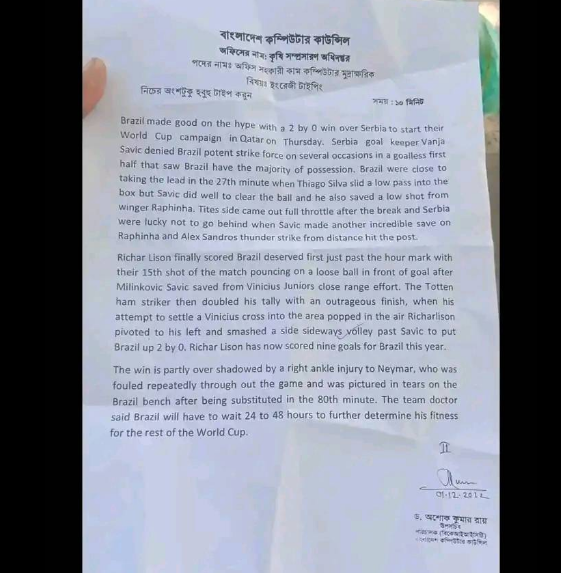 বাংলাদেশ কম্পিউটার কাউন্সিল
অফিসের নাম: কৃষি সম্প্রসারণ অধিদপ্তর
পদের নামঃ অফিস সহকারী কাম কম্পিউটার মুদ্রাক্ষরিক
বিষয়ঃ ইংরেজী টাইপিং
নিচের অংশটুকু হুবহু টাইপ করুন
সময় : ১০ মিনিট
Brazil made good on the hype with a 2 by 0 win over Serbia to start their
World Cup campaign in Qatar on Thursday. Serbia goal keeper Vanja
Savic denied Brazil potent strike force on several occasions in a goalless first
half that saw Brazil have the majority of possession. Brazil were close to
taking the lead in the 27th minute when Thiago Silva slid a low pass into the
box but Savic did well to clear the ball and he also saved a low shot from
winger Raphinha. Tites side came out full throttle after the break and Serbia
were lucky not to go behind when Savic made another incredible save on
Raphinha and Alex Sandros thunder strike from distance hit the post.
Richar Lison finally scored Brazil deserved first just past the hour mark with
their 15th shot of the match pouncing on a loose ball in front of goal after
Milinkovic Savic saved from Vinicius Juniors close range effort. The Totten
ham striker then doubled his tally with an outrageous finish, when his
attempt to settle a Vinicius cross into the area popped in the air Richarlison
pivoted to his left and smashed a side sideways volley past Savic to put
Brazil up 2 by 0. Richar Lison has now scored nine goals for Brazil this year.
The win is partly over shadowed by a right ankle injury to Neymar, who was
fouled repeatedly through out the game and was pictured in tears on the
Brazil bench after being substituted in the 80th minute. The team doctor
said Brazil will have to wait 24 to 48 hours to further determine his fitness
for the rest of the World Cup.
II
01.12.2022
ড. অশোক কুমার রায়
উপসচিব
পরিচালক (বিকেআইআইসিটি)
বাংলাদেশ কম্পিউটার কাউন্সিল